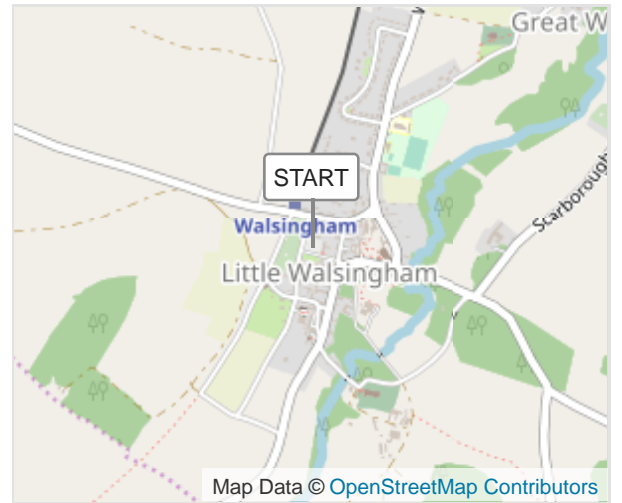 Great W
START
Scarborough
Walsingham
Little Walsingham
Map Data © OpenStreetMap Contributors